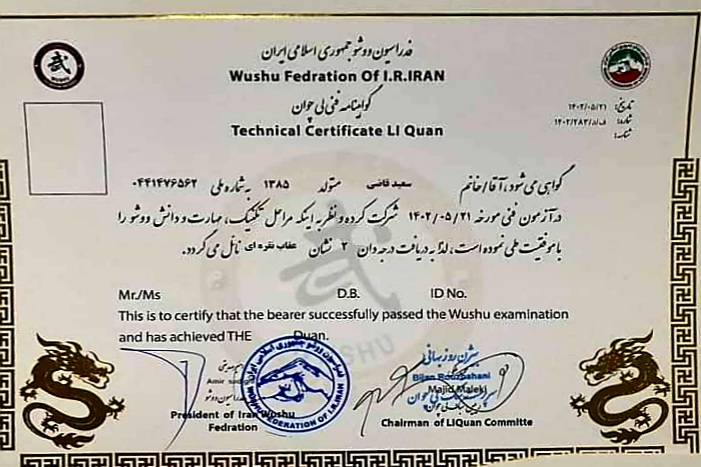 فدراسیون ووشو جمهوری اسلامی ایران
Wushu Fedration Of I.R.IRAN
گواهینامه فنی لی چوان
Technical Certificate LI Quan
تاریخ: ۱۴۰۲/۰۵/۲۱
شماره: ف/د/۱۴۰۲/۲۸۳
گواهی می شود، آقا/خانم سعید قاضی متولد ۱۳۸۵ به شماره ملی ۰۴۴۱۴۷۶۵۶۲
در آزمون فنی مورخه ۱۴۰۲/۰۵/۲۱ شرکت کرده و نظر به اینکه مراحل تکنیک، مهارت و دانش ووشو را
با موفقیت طی نموده است، لذا به دریافت درجه دان ۲ نشان عقاب نقره ای نائل می گردد.
Mr./Ms D.B. ID No.
This is to certify that the bearer successfully passed the Wushu examination
and has achieved THE Duan.
Amir sedigi
Bijan Rouzbahani
Majid Maleki
President of Iran Wushu
Federation
Chairman of LIQuan Committe